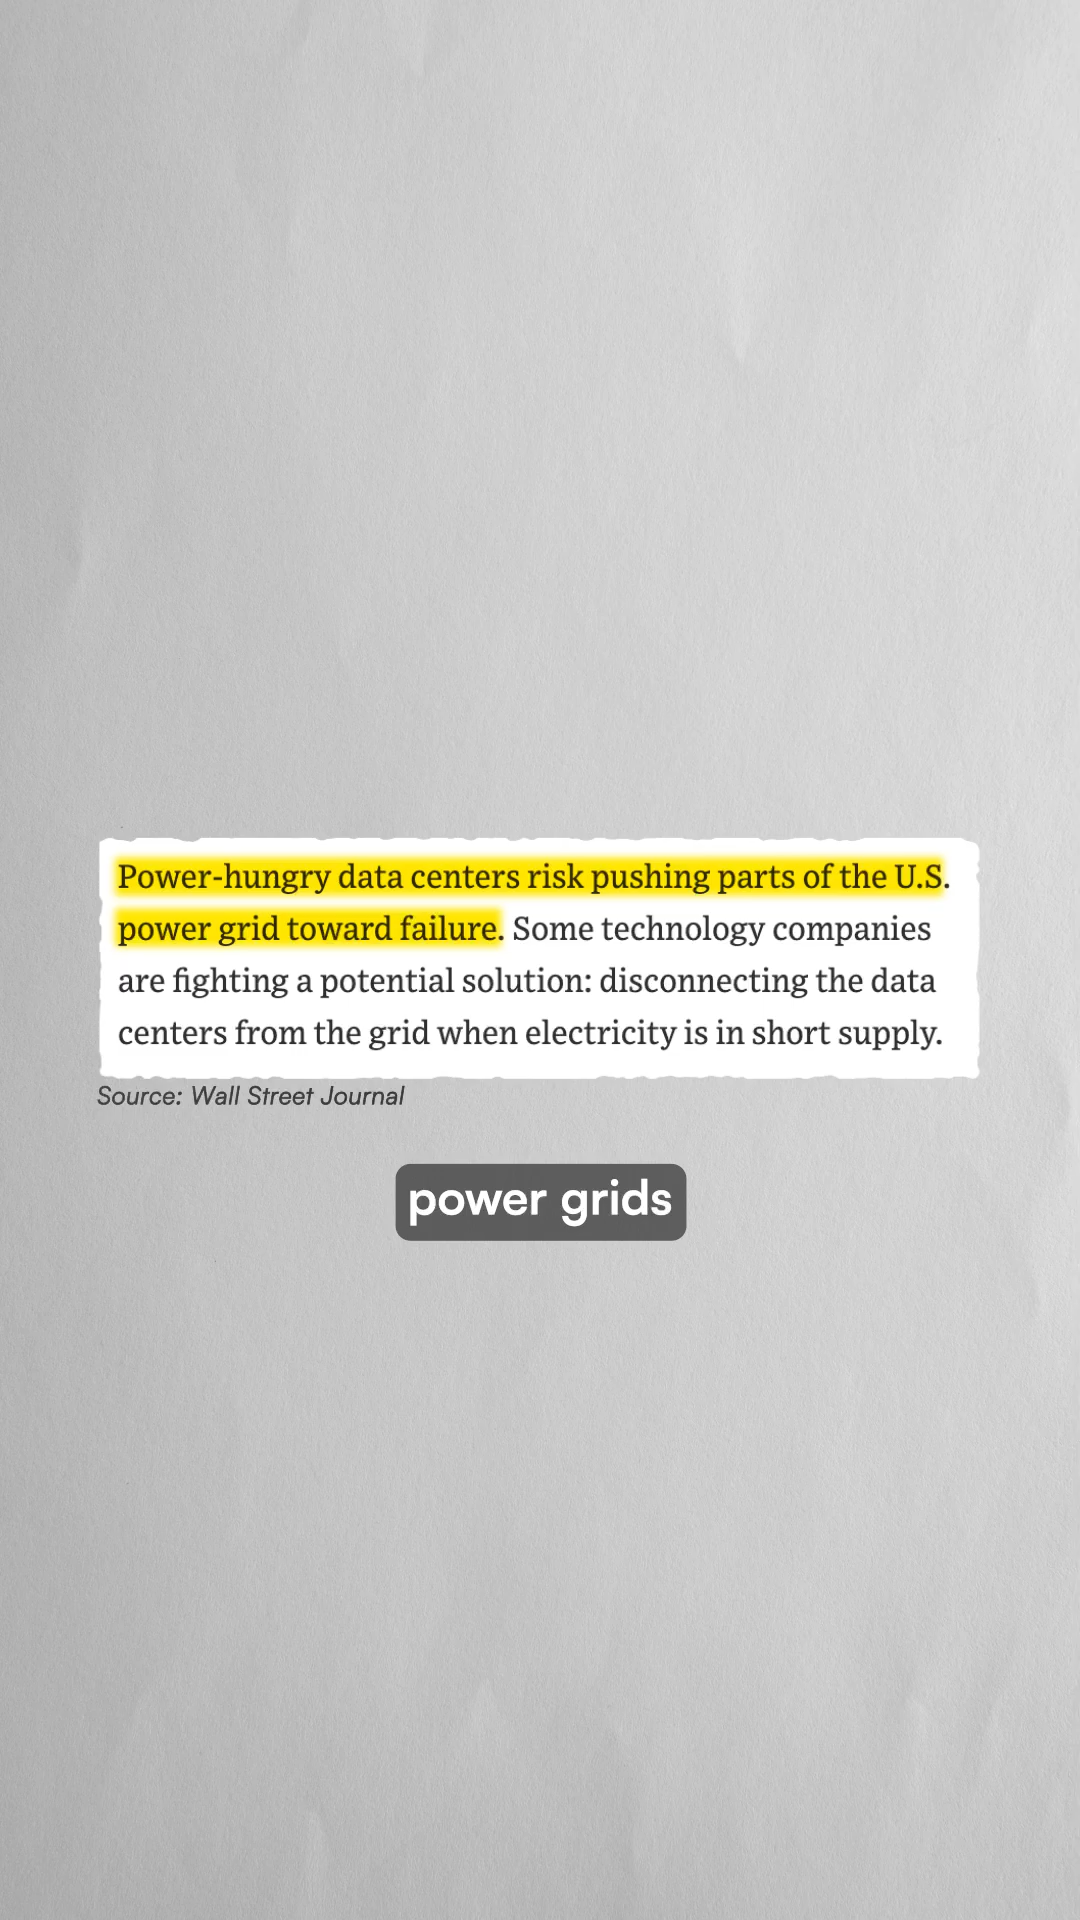 Power-hungry data centers risk pushing parts of the U.S.
power grid toward failure. Some technology companies
are fighting a potential solution: disconnecting the data
centers from the grid when electricity is in short supply.
Source: Wall Street Journal
power grids